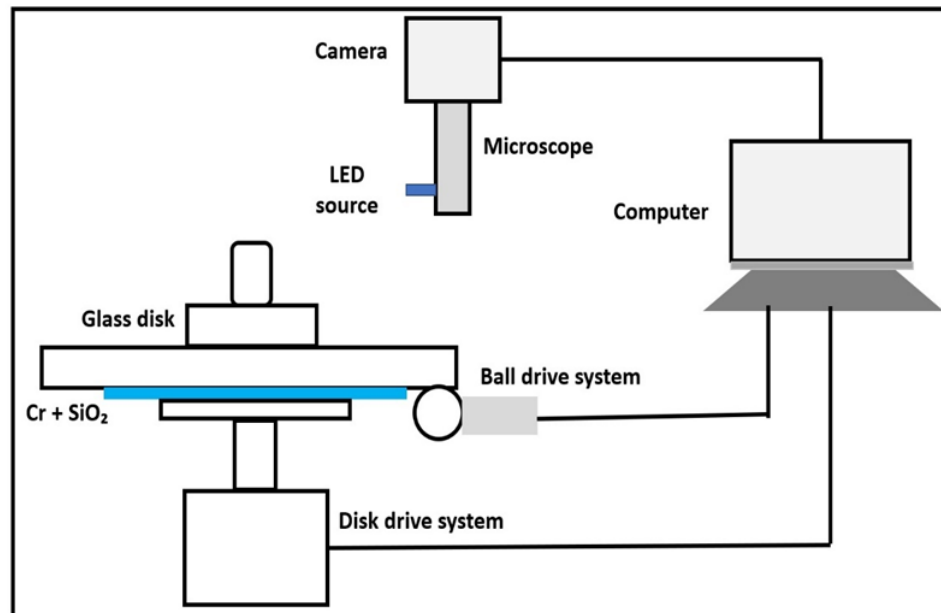 Camera
Microscope
LED
source
Computer
Glass disk
Ball drive system
Cr + SiO₂
Disk drive system